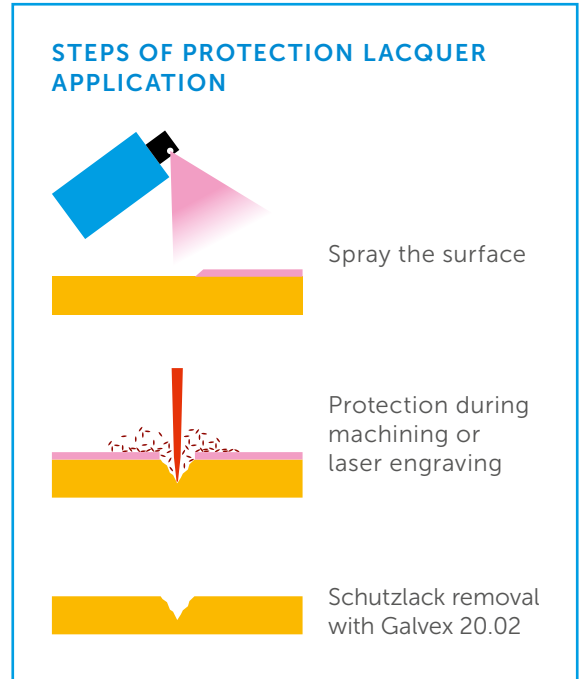 STEPS OF PROTECTION LACQUER
APPLICATION
Spray the surface
Protection during
machining or
laser engraving
Schutzlack removal
with Galvex 20.02